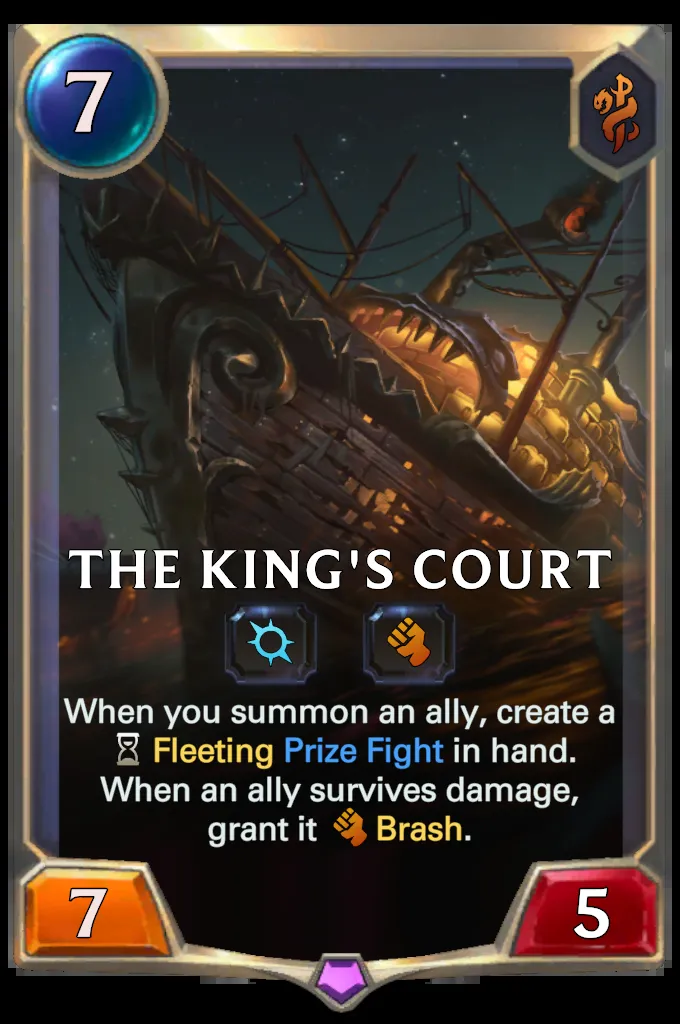 7
THE KING'S COURT
When you summon an ally, create a
Fleeting Prize Fight in hand.
When an ally survives damage,
grant it Brash.
7
5